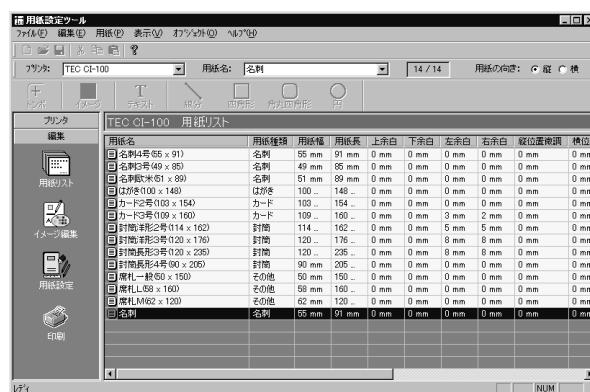 用紙設定ツール
ファイル(F) 編集(E) 用紙(P) 表示(V) オブジェクト(O) ヘルプ(H)
プリンタ: TEC CI-100 用紙名: 名刺 14 / 14 用紙の向き: 縦 横
トンボ イメージ テキスト 線分 四角形 角丸四角形 円
プリンタ
編集
用紙リスト
イメージ編集
用紙設定
印刷
TEC CI-100 用紙リスト
用紙名 用紙種類 用紙幅 用紙長 上余白 下余白 左余白 右余白 縦位置微調 横位
名刺4号(55 x 91) 名刺 55 mm 91 mm 0 mm 0 mm 0 mm 0 mm 0 mm 0 mm
名刺3号(49 x 85) 名刺 49 mm 85 mm 0 mm 0 mm 0 mm 0 mm 0 mm 0 mm
名刺欧米(51 x 89) 名刺 51 mm 89 mm 0 mm 0 mm 0 mm 0 mm 0 mm 0 mm
はがき(100 x 148) はがき 100 ... 148 ... 0 mm 0 mm 0 mm 0 mm 0 mm 0 mm
カード2号(103 x 154) カード 103 ... 154 ... 0 mm 0 mm 0 mm 0 mm 0 mm 0 mm
カード3号(109 x 160) カード 109 ... 160 ... 0 mm 0 mm 3 mm 2 mm 0 mm 0 mm
封筒洋形2号(114 x 162) 封筒 114 ... 162 ... 0 mm 0 mm 5 mm 5 mm 0 mm 0 mm
封筒洋形3号(120 x 176) 封筒 120 ... 176 ... 0 mm 0 mm 8 mm 8 mm 0 mm 0 mm
封筒長形3号(120 x 235) 封筒 120 ... 235 ... 0 mm 0 mm 8 mm 8 mm 0 mm 0 mm
封筒長形4号(90 x 205) 封筒 90 mm 205 ... 0 mm 0 mm 0 mm 0 mm 0 mm 0 mm
席札一般(50 x 150) その他 50 mm 150 ... 0 mm 0 mm 0 mm 0 mm 0 mm 0 mm
席札L(58 x 160) その他 58 mm 160 ... 0 mm 0 mm 0 mm 0 mm 0 mm 0 mm
席札M(62 x 120) その他 62 mm 120 ... 0 mm 0 mm 0 mm 0 mm 0 mm 0 mm
名刺 名刺 55 mm 91 mm 0 mm 0 mm 0 mm 0 mm 0 mm 0 mm
レディ NUM